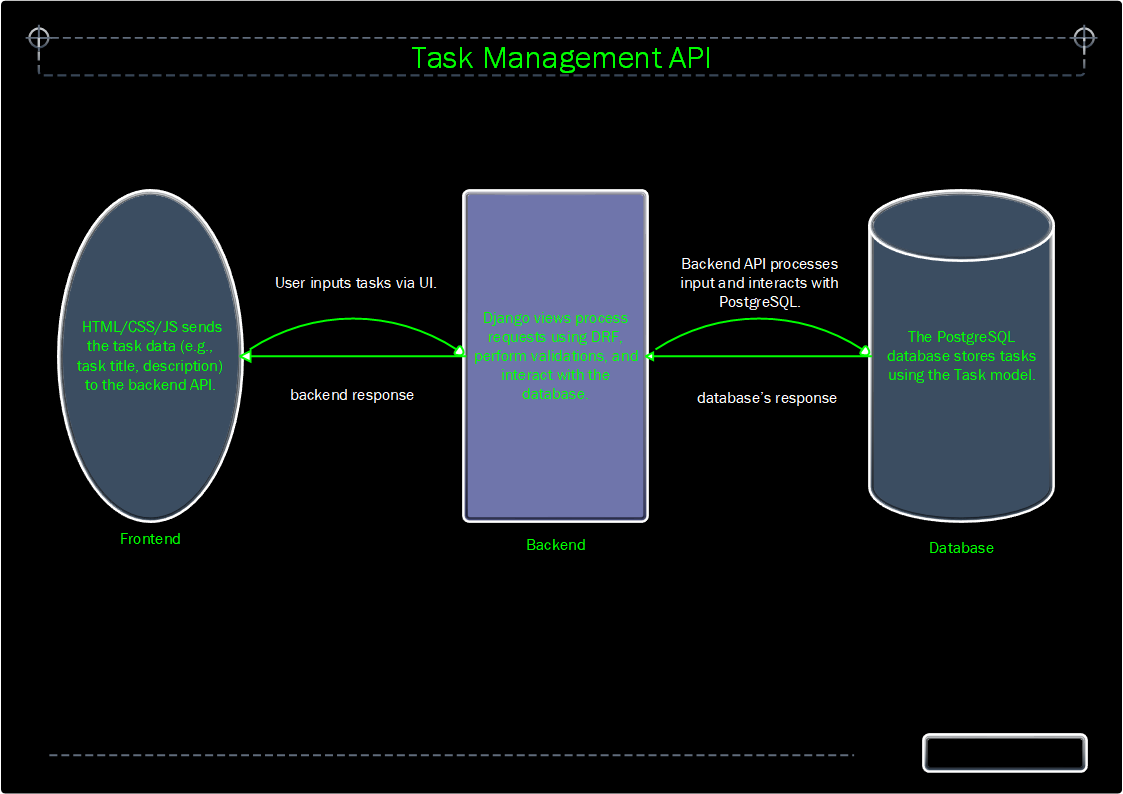 Task Management API
User inputs tasks via UI.
Backend API processes
input and interacts with
PostgreSQL.
HTML/CSS/JS sends
the task data (e.g.,
task title, description)
to the backend API.
Django views process
requests using DRF,
perform validations, and
interact with the
database.
The PostgreSQL
database stores tasks
using the Task model.
backend response
database’s response
Frontend
Backend
Database